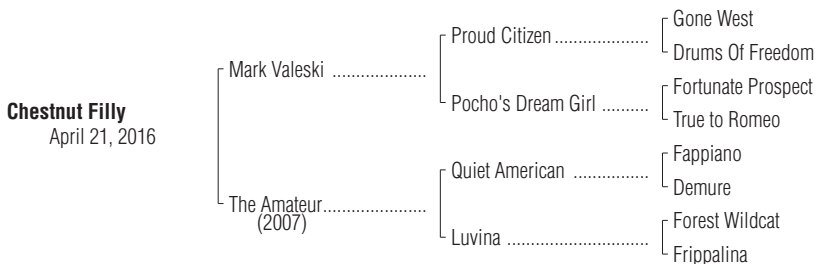 Gone West
Proud Citizen ....................
Drums Of Freedom
Mark Valeski ....................
Fortunate Prospect
Pocho's Dream Girl ..........
True to Romeo
Chestnut Filly
April 21, 2016
Fappiano
Quiet American ................
Demure
The Amateur......................
(2007)
Forest Wildcat
Luvina ..............................
Frippalina